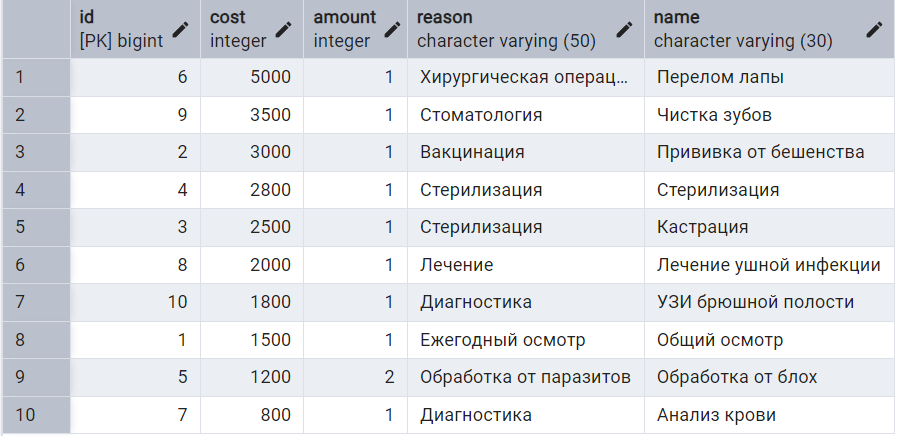 id cost amount reason name
[PK] bigint integer integer character varying (50) character varying (30)
1 6 5000 1 Хирургическая операц... Перелом лапы
2 9 3500 1 Стоматология Чистка зубов
3 2 3000 1 Вакцинация Прививка от бешенства
4 4 2800 1 Стерилизация Стерилизация
5 3 2500 1 Стерилизация Кастрация
6 8 2000 1 Лечение Лечение ушной инфекции
7 10 1800 1 Диагностика УЗИ брюшной полости
8 1 1500 1 Ежегодный осмотр Общий осмотр
9 5 1200 2 Обработка от паразитов Обработка от блох
10 7 800 1 Диагностика Анализ крови